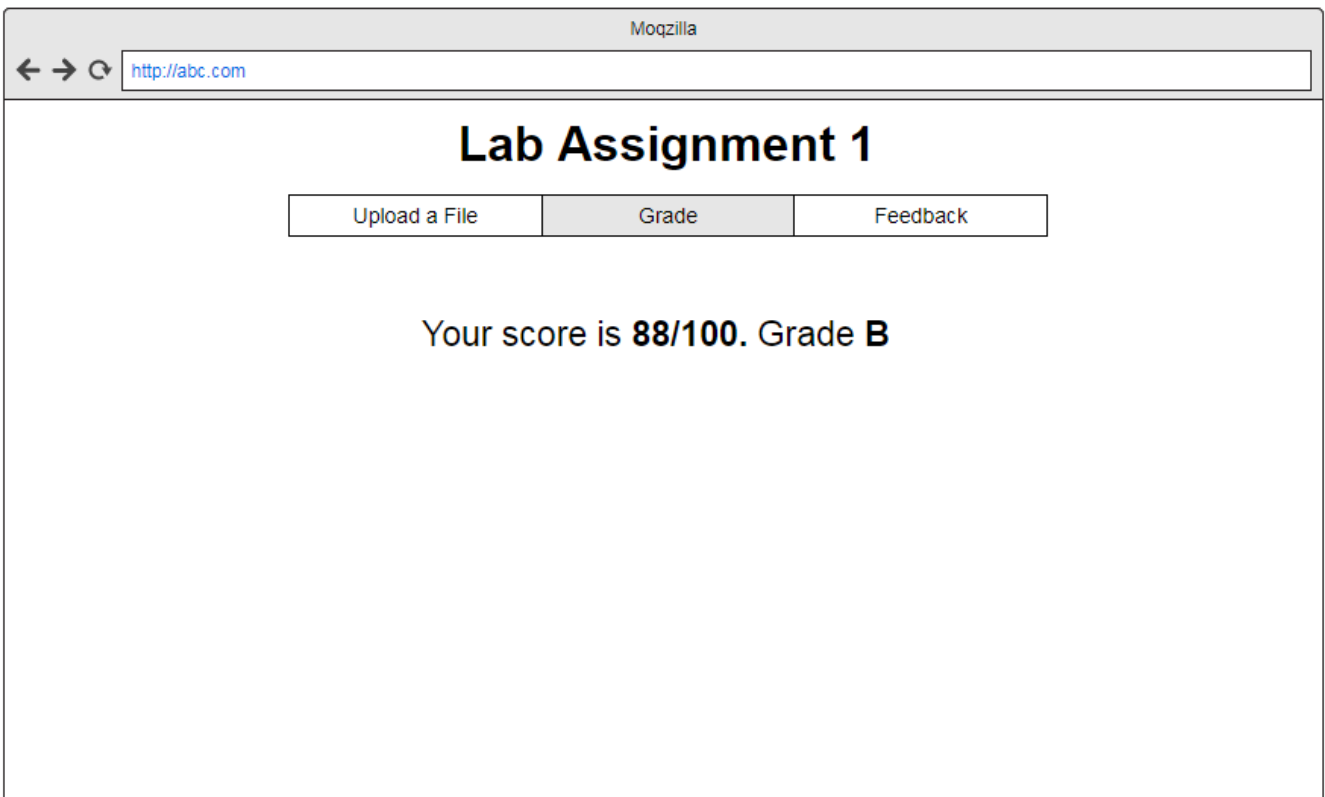 Moqzilla
http://abc.com
Lab Assignment 1
Upload a File Grade Feedback
Your score is 88/100. Grade B